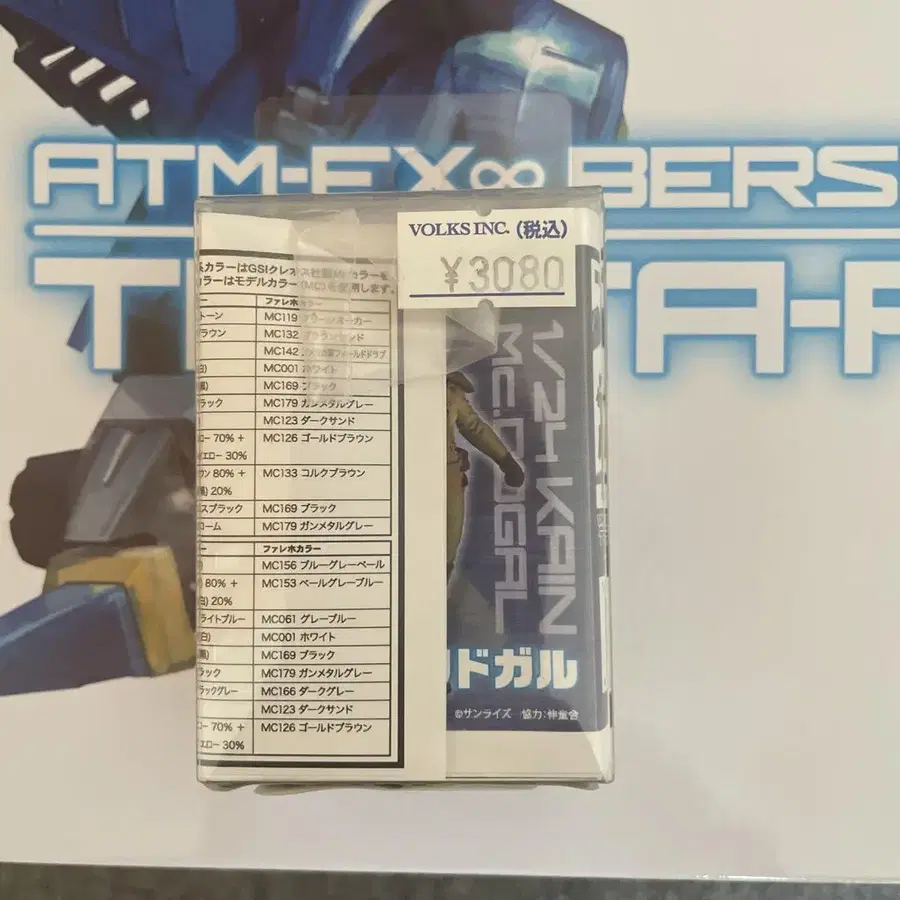 ATM-FX∞ BERS
VOLKS INC. (税込)
¥3080
カラーはGSIクレオス社製
カラーはモデルカラー(MC)を使用します。
ファレホカラー
トーン MC119
ブラウン MC132
MC142
白) MC001 ホワイト
黒) MC169 ブラック
ラック MC179 ガンメタルグレー
MC123 ダークサンド
ロー 70% + MC126 ゴールドブラウン
イエロー 30%
ウン 80% + MC133 コルクブラウン
黒) 20%
スブラック MC169 ブラック
ローム MC179 ガンメタルグレー
ファレホカラー
MC156 ブルーグレーペール
80% + MC153 ペールグレーブルー
白) 20%
ライトブルー MC061 グレーブルー
白) MC001 ホワイト
黒) MC169 ブラック
ラック MC179 ガンメタルグレー
ラックグレー MC166 ダークグレー
MC123 ダークサンド
ロー 70% + MC126 ゴールドブラウン
エロー 30%
1/24 KAIN
MC.DOGAL
ドガル
©サンライズ 協力:伸童舎